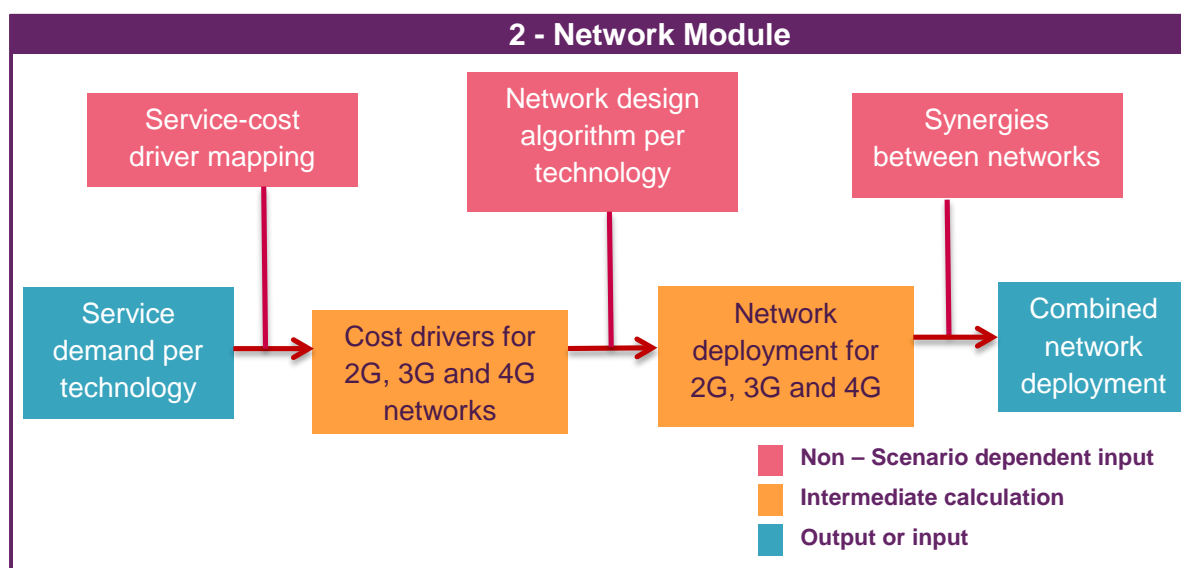 2 - Network Module
Service-cost
driver mapping
Network design
algorithm per
technology
Synergies
between networks
Service
demand per
technology
Cost drivers for
2G, 3G and 4G
networks
Network
deployment for
2G, 3G and 4G
Combined
network
deployment
Non – Scenario dependent input
Intermediate calculation
Output or input